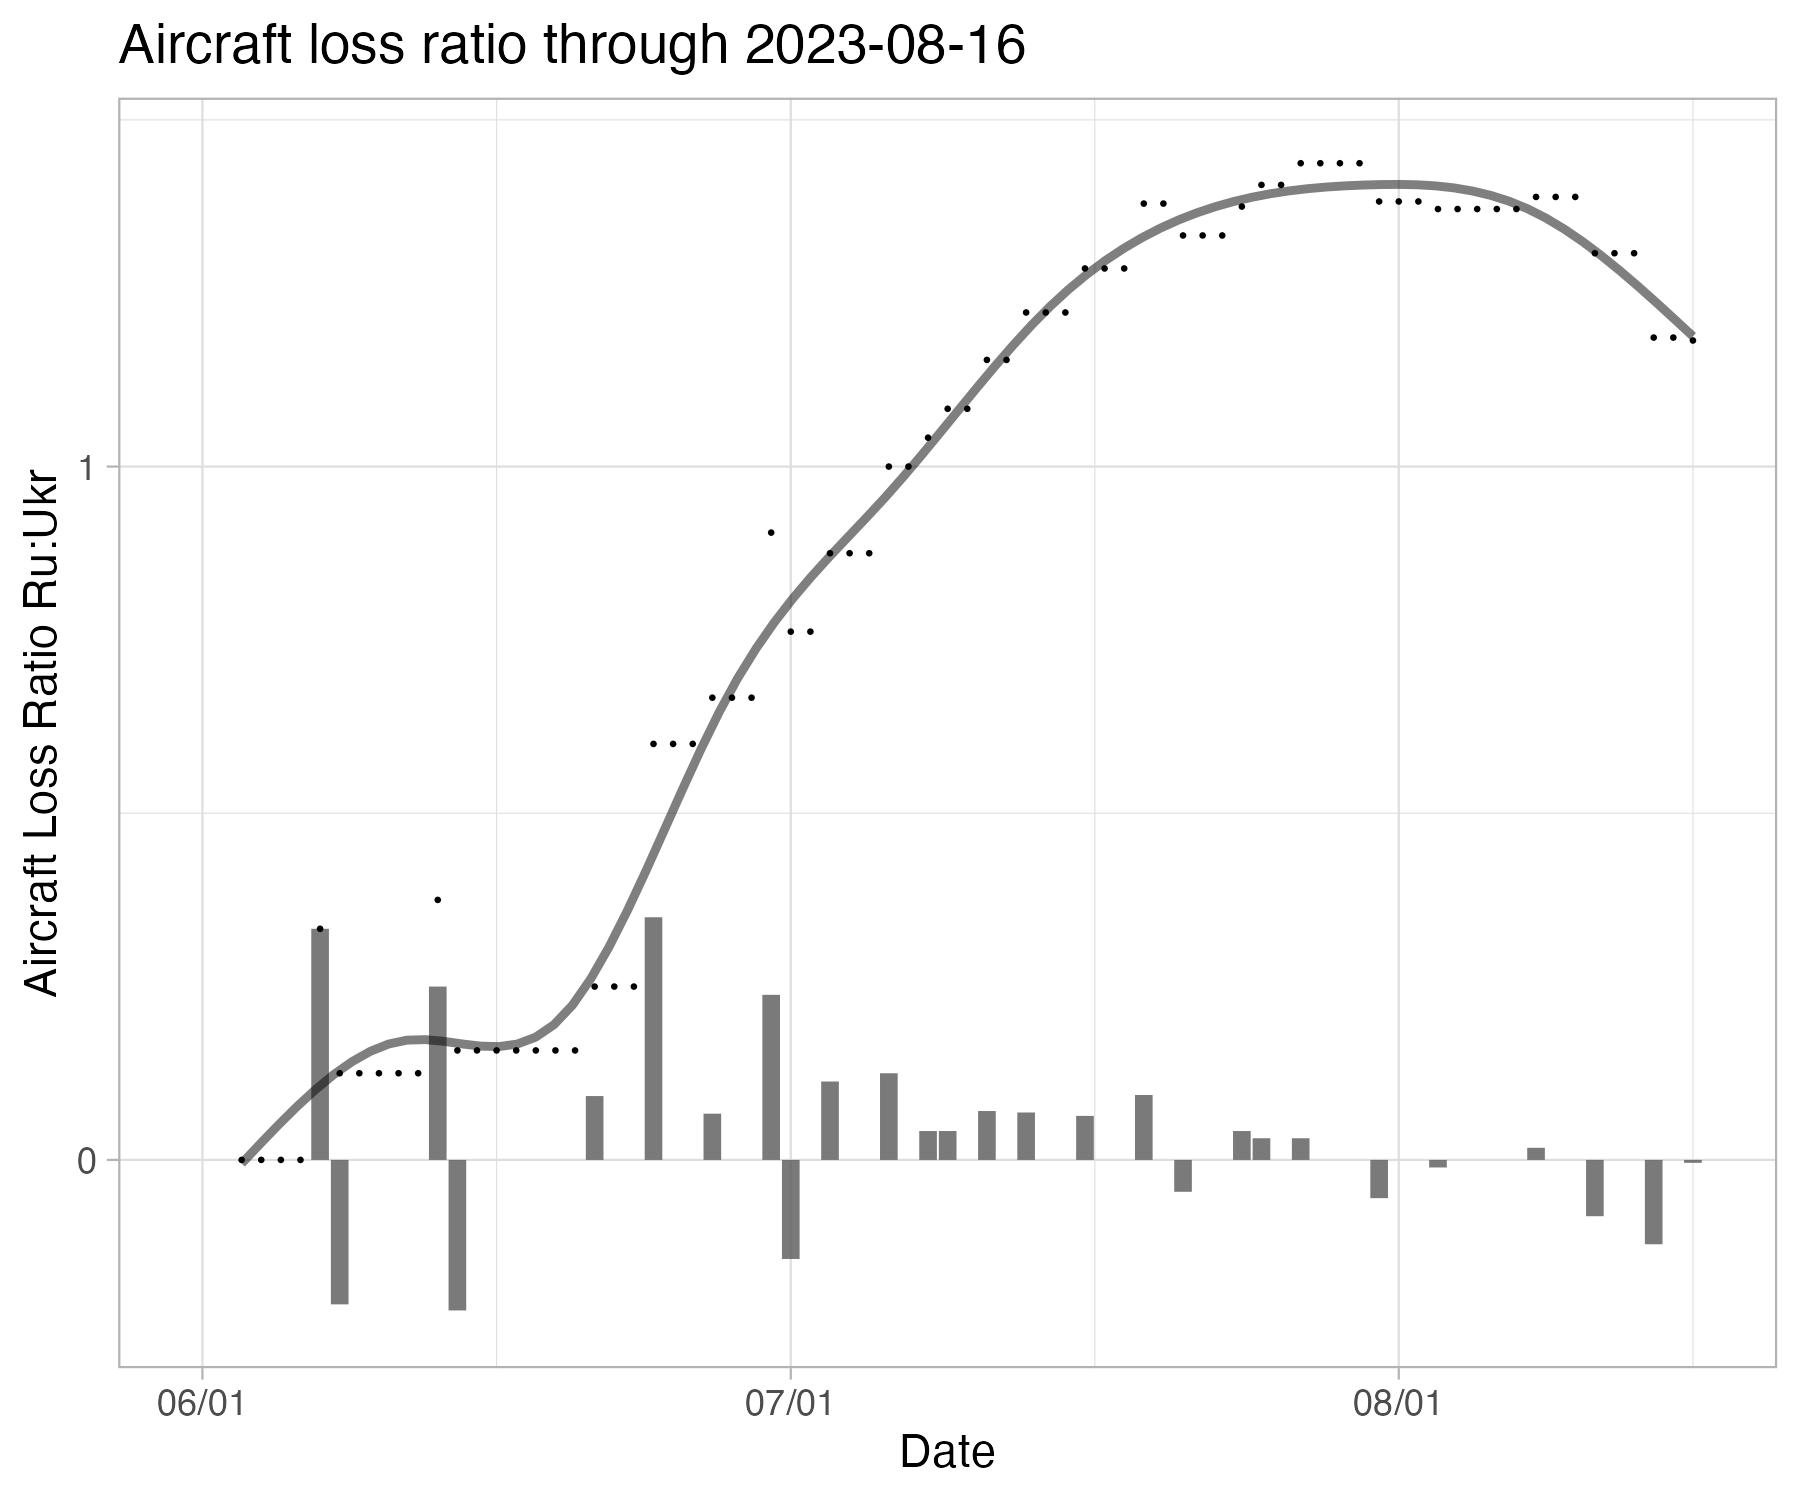 Aircraft loss ratio through 2023-08-16
Aircraft Loss Ratio Ru:Ukr
1
0
06/01
07/01
08/01
Date